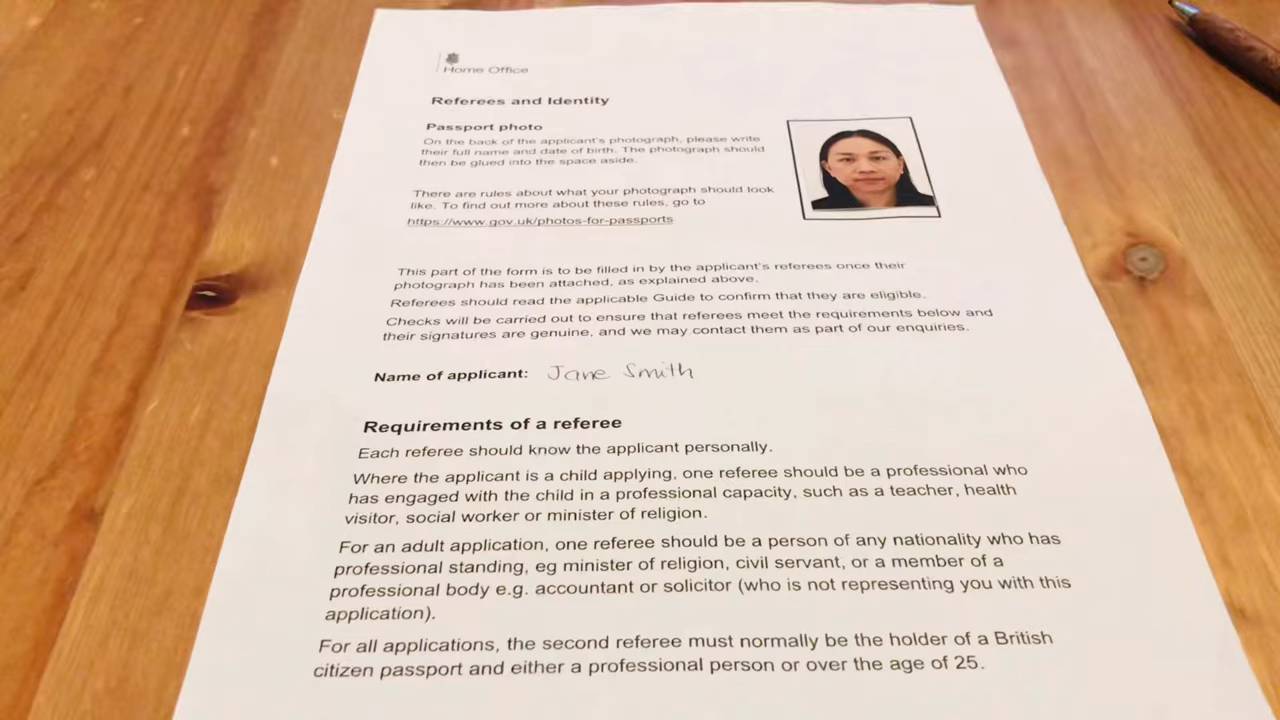 Home Office
Referees and Identity
Passport photo
On the back of the applicant's photograph, please write
their full name and date of birth. The photograph should
then be glued into the space aside.
There are rules about what your photograph should look
like. To find out more about these rules, go to
https://www.gov.uk/photos-for-passports
This part of the form is to be filled in by the applicant's referees once their
photograph has been attached, as explained above.
Referees should read the applicable Guide to confirm that they are eligible.
Checks will be carried out to ensure that referees meet the requirements below and
their signatures are genuine, and we may contact them as part of our enquiries.
Name of applicant: Jane Smith
Requirements of a referee
Each referee should know the applicant personally.
Where the applicant is a child applying, one referee should be a professional who
has engaged with the child in a professional capacity, such as a teacher, health
visitor, social worker or minister of religion.
For an adult application, one referee should be a person of any nationality who has
professional standing, eg minister of religion, civil servant, or a member of a
professional body e.g. accountant or solicitor (who is not representing you with this
application).
For all applications, the second referee must normally be the holder of a British
citizen passport and either a professional person or over the age of 25.